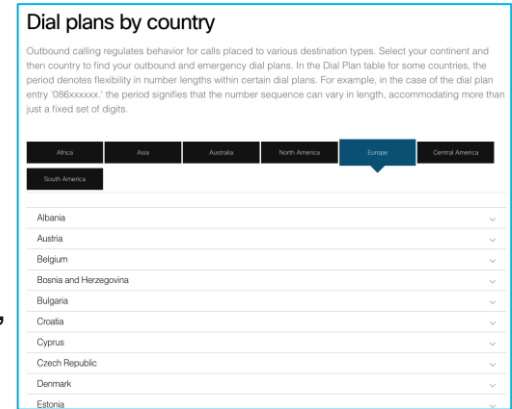 Dial plans by country
Outbound calling regulates behavior for calls placed to various destination types. Select your continent and
then country to find your outbound and emergency dial plans. In the Dial Plan table for some countries, the
period denotes flexibility in number lengths within certain dial plans. For example, in the case of the dial plan
entry '086xxxxxx.' the period signifies that the number sequence can vary in length, accommodating more than
just a fixed set of digits.
Africa Asia Australia North America Europe Central America
South America
Albania
Austria
Belgium
Bosnia and Herzegovina
Bulgaria
Croatia
Cyprus
Czech Republic
Denmark
Estonia